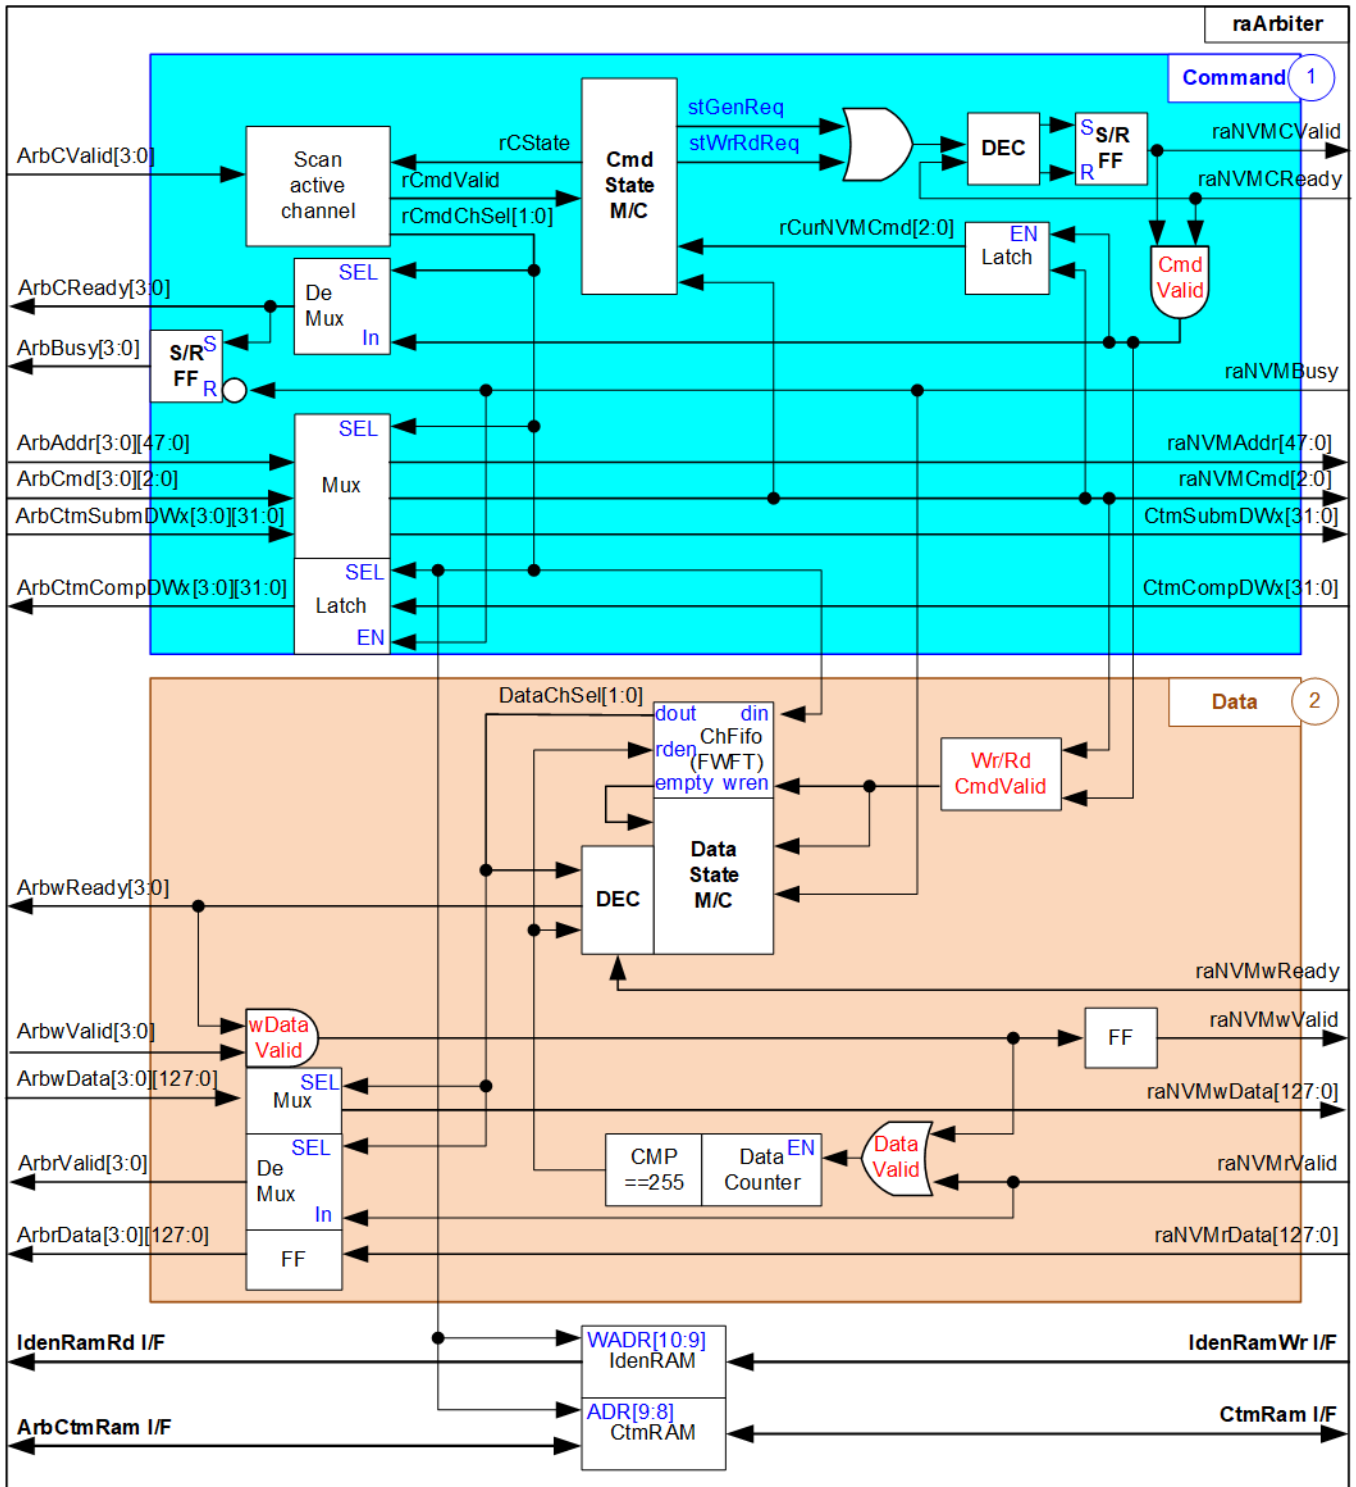 raArbiter
Command 1
ArbCValid[3:0]
Scan
active
channel
rCState
rCmdValid
rCmdChSel[1:0]
Cmd
State
M/C
stGenReq
stWrRdReq
DEC
S
R
S/R
FF
raNVMCValid
raNVMCReady
rCurNVMCmd[2:0]
EN
Latch
Cmd
Valid
ArbCReady[3:0]
SEL
De
Mux
In
ArbBusy[3:0]
S/R
FF
S
R
raNVMBusy
ArbAddr[3:0][47:0]
ArbCmd[3:0][2:0]
ArbCtmSubmDWx[3:0][31:0]
SEL
Mux
raNVMAddr[47:0]
raNVMCmd[2:0]
CtmSubmDWx[31:0]
ArbCtmCompDWx[3:0][31:0]
SEL
Latch
EN
CtmCompDWx[31:0]
Data 2
DataChSel[1:0]
dout din
ChFifo
rden
(FWFT)
empty wren
Wr/Rd
CmdValid
Data
State
M/C
DEC
ArbwReady[3:0]
raNVMwReady
ArbwValid[3:0]
wData
Valid
FF
raNVMwValid
ArbwData[3:0][127:0]
SEL
Mux
raNVMwData[127:0]
ArbrValid[3:0]
SEL
De
Mux
In
CMP
==255
Data
Counter
EN
Data
Valid
raNVMrValid
ArbrData[3:0][127:0]
FF
raNVMrData[127:0]
IdenRamRd I/F
WADR[10:9]
IdenRAM
IdenRamWr I/F
ArbCtmRam I/F
ADR[9:8]
CtmRAM
CtmRam I/F